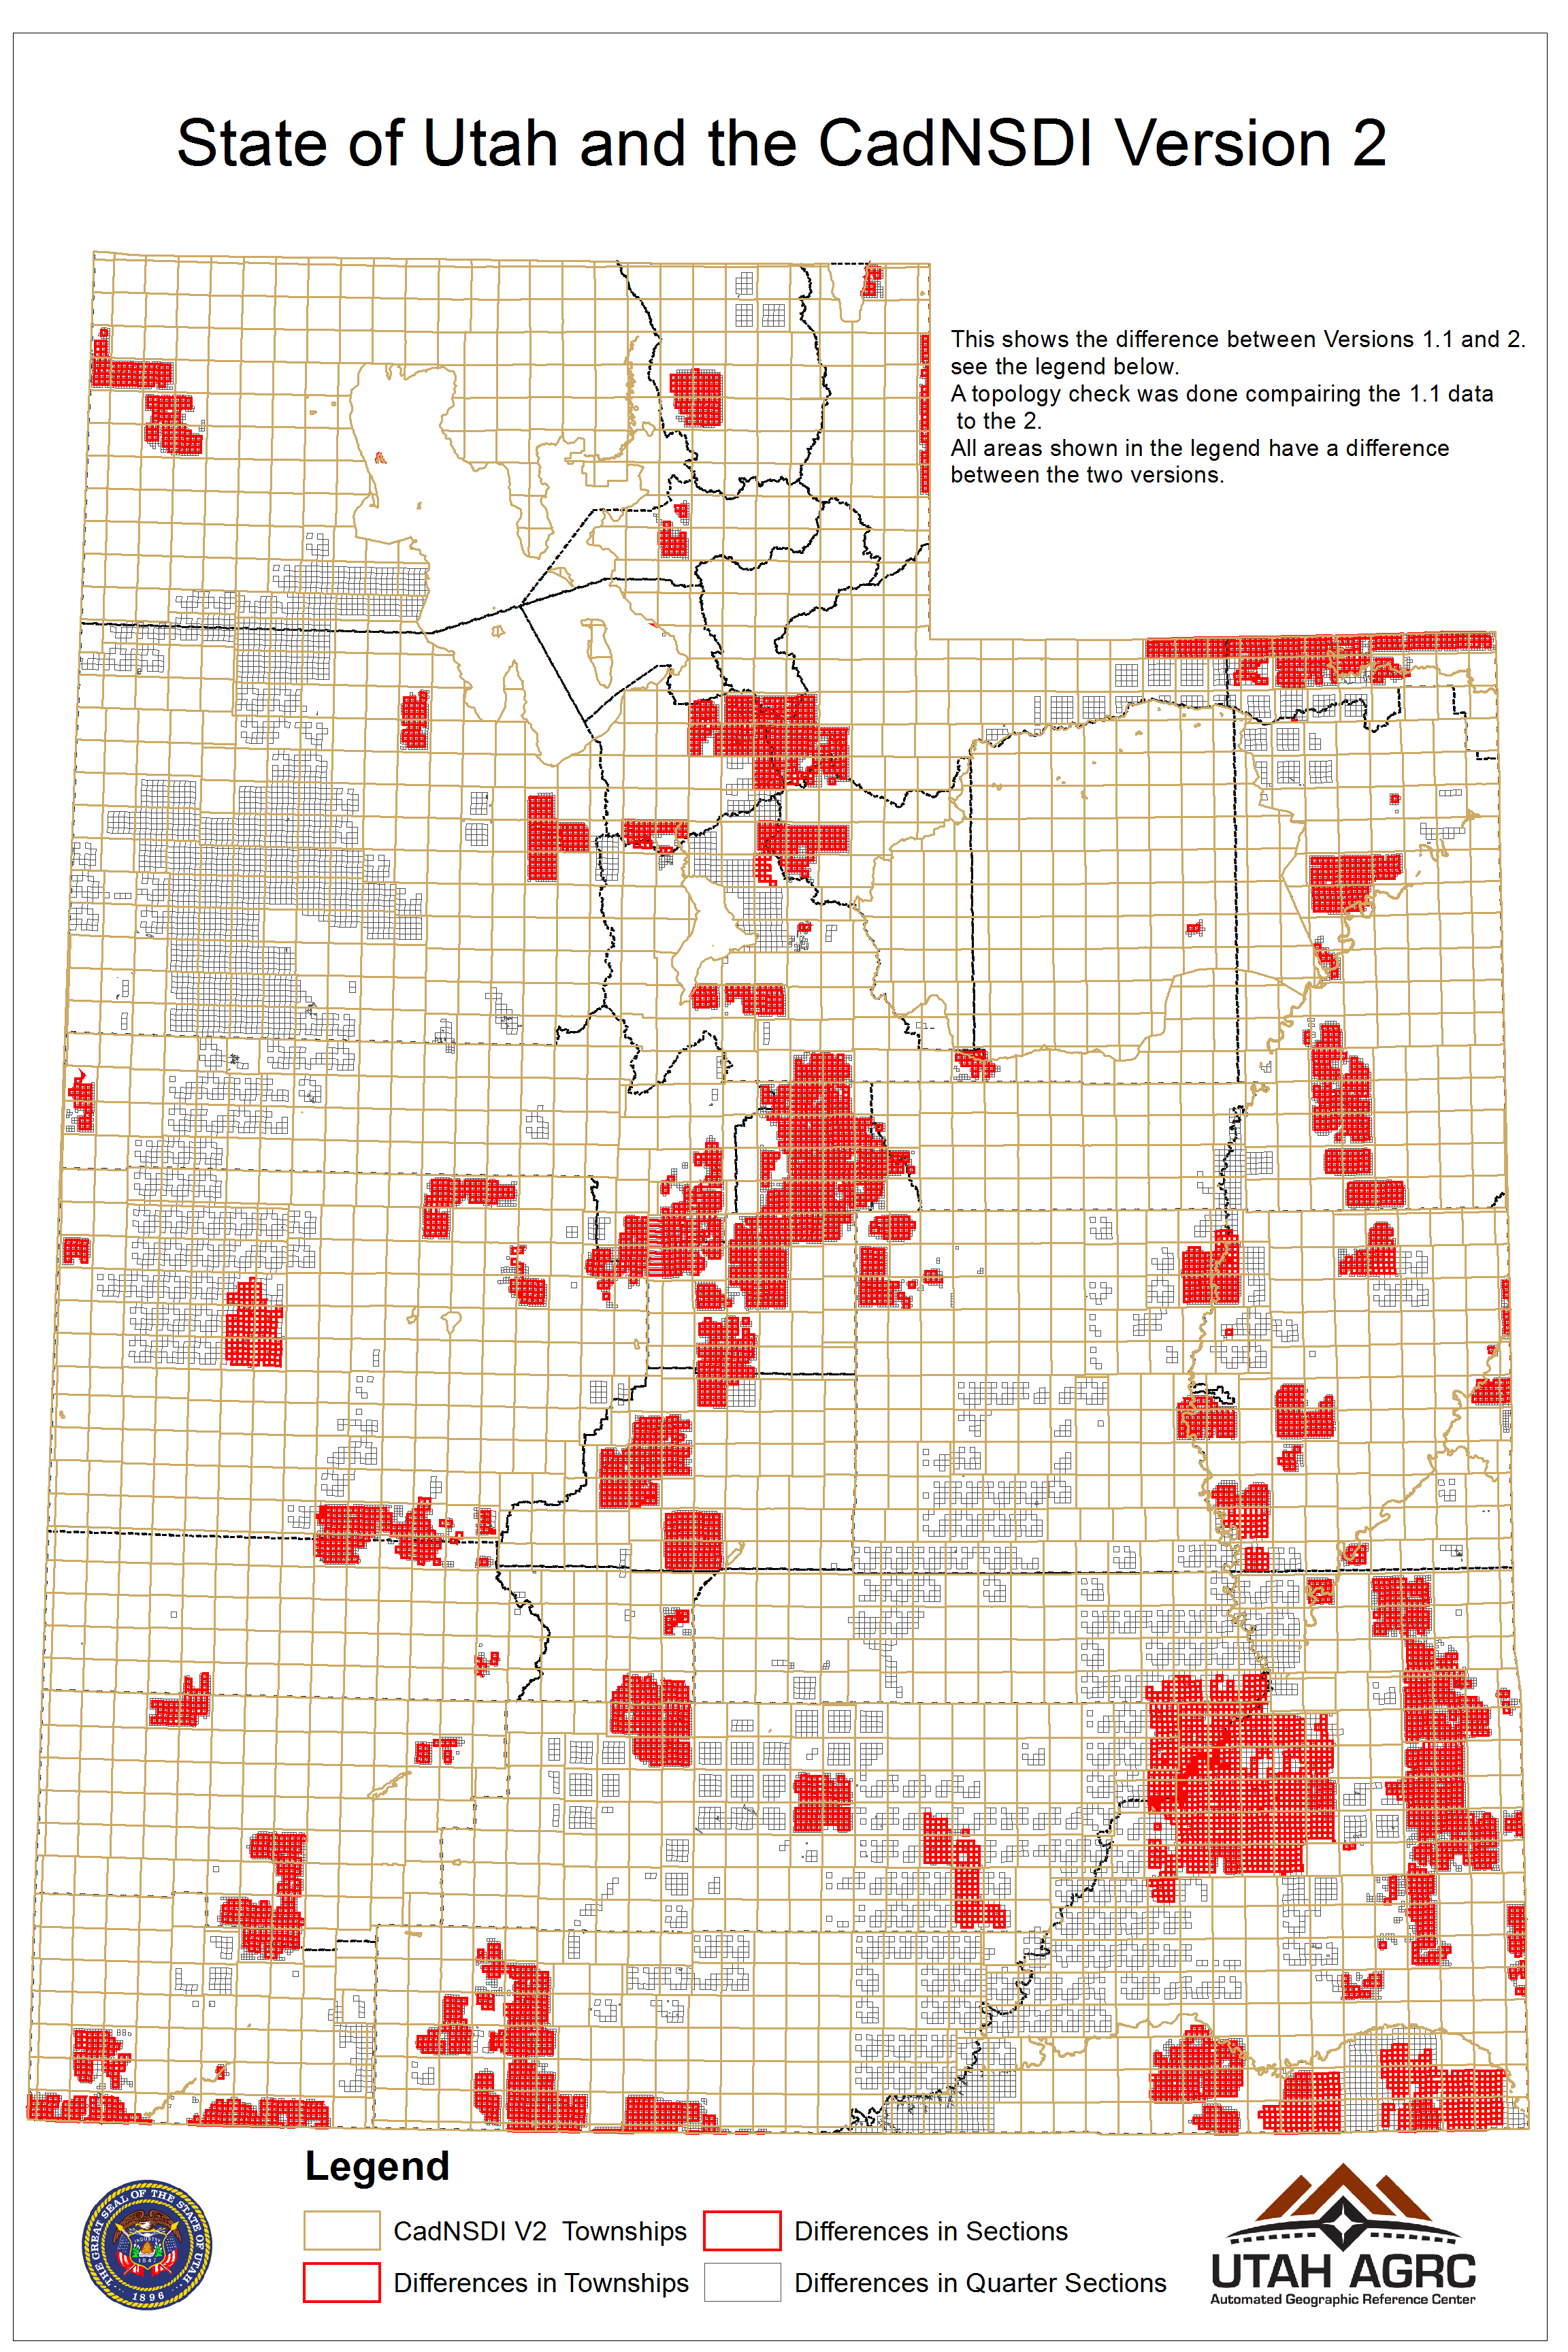 State of Utah and the CadNSDI Version 2
This shows the difference between Versions 1.1 and 2.
see the legend below.
A topology check was done compairing the 1.1 data
to the 2.
All areas shown in the legend have a difference
between the two versions.
Legend
CadNSDI V2 Townships
Differences in Sections
Differences in Townships
Differences in Quarter Sections
THE GREAT SEAL OF THE STATE OF UTAH
1847
1896
UTAH AGRC
Automated Geographic Reference Center